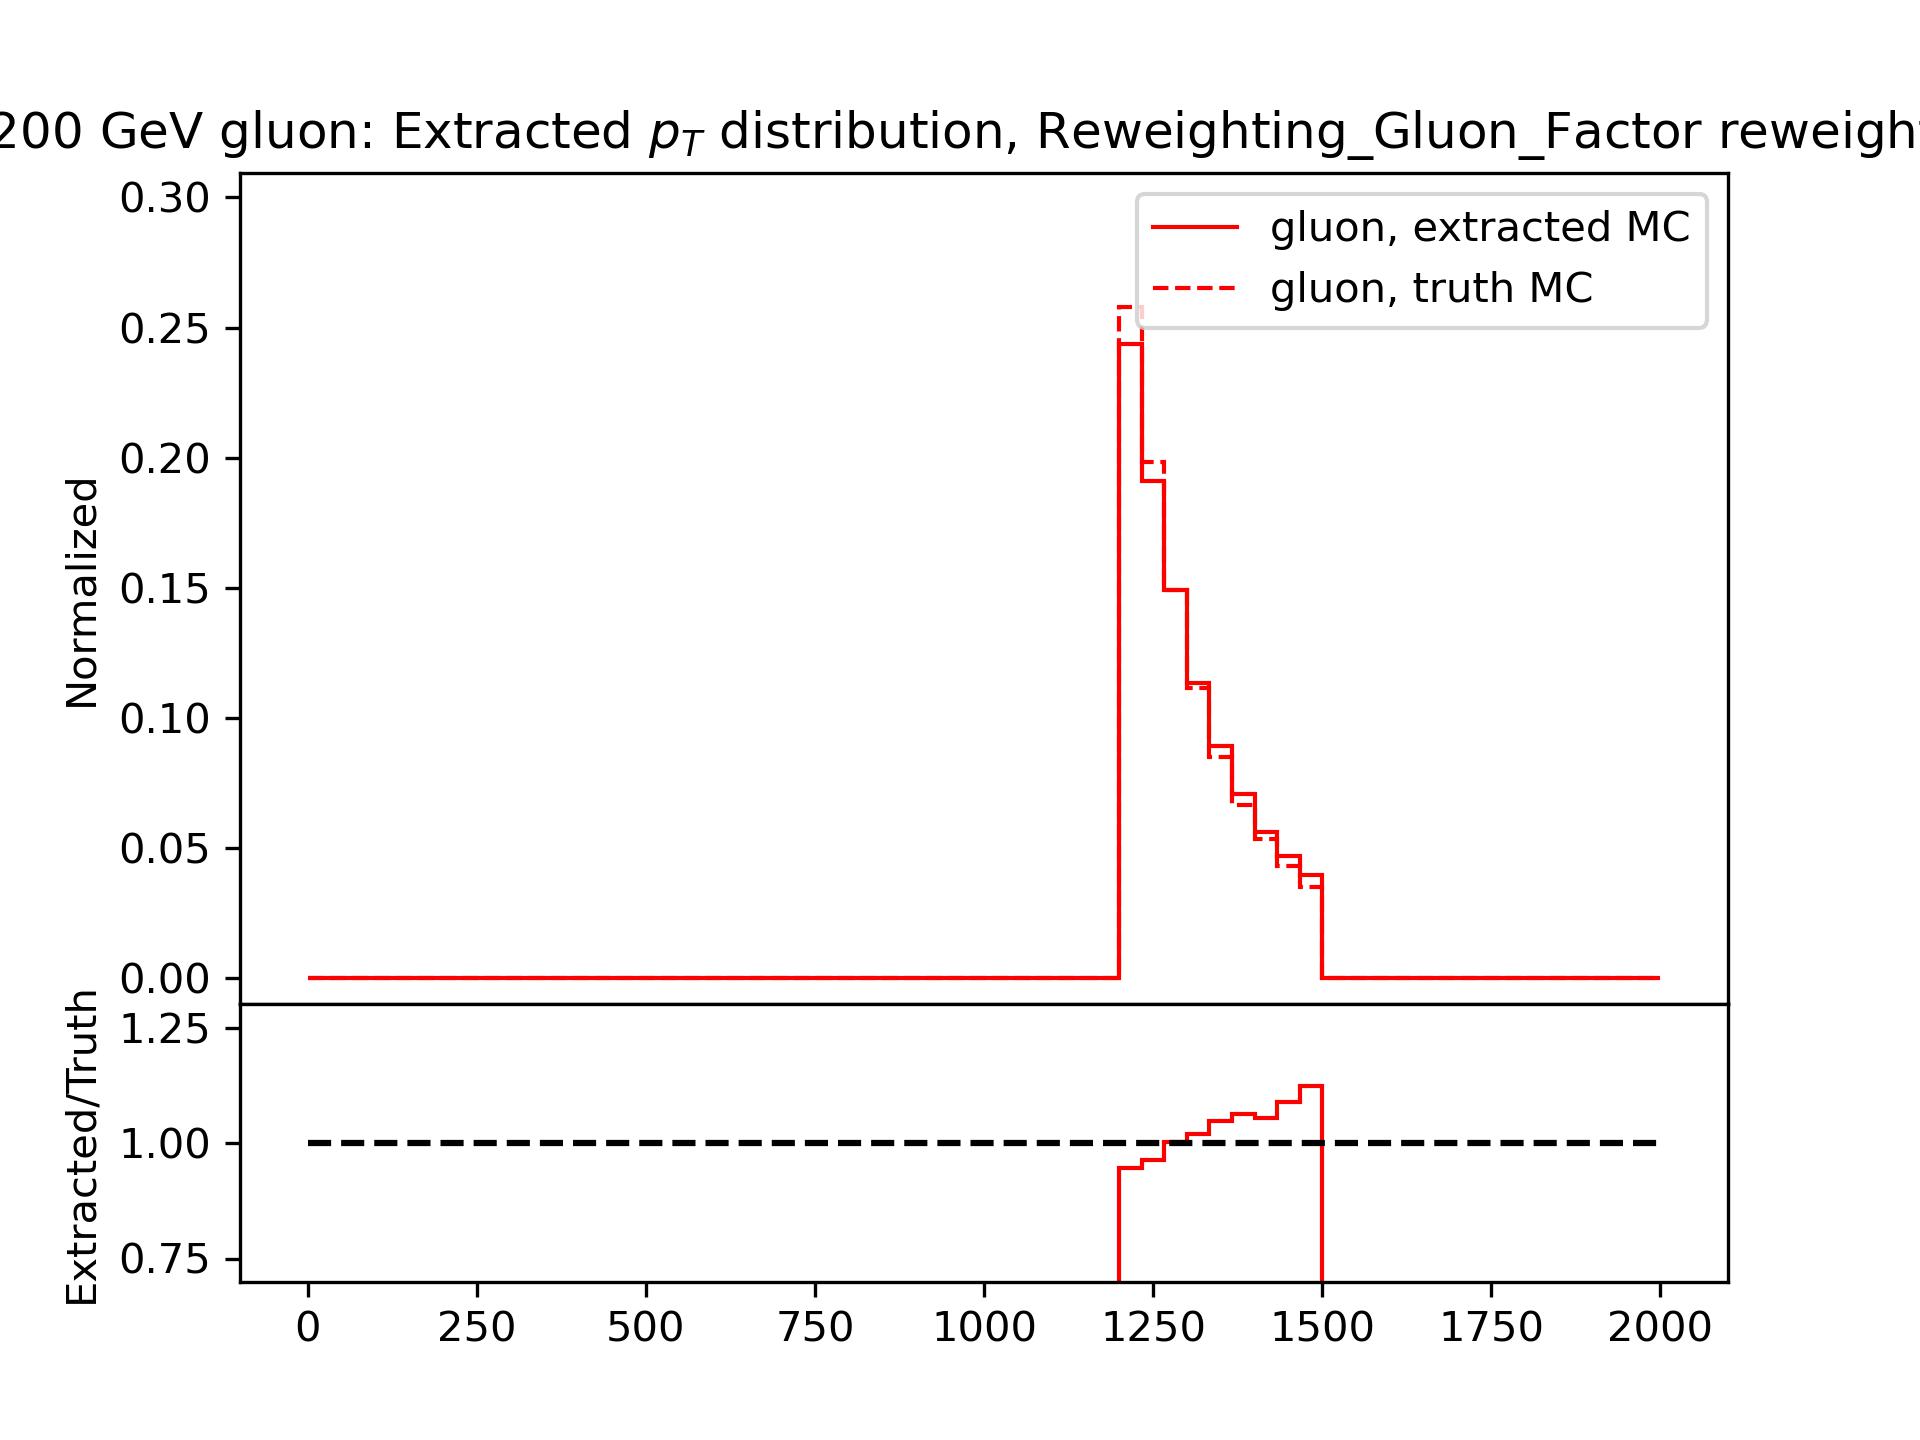 200 GeV gluon: Extracted pT distribution, Reweighting_Gluon_Factor reweight
gluon, extracted MC
gluon, truth MC
Normalized
0.30
0.25
0.20
0.15
0.10
0.05
0.00
Extracted/Truth
1.25
1.00
0.75
0 250 500 750 1000 1250 1500 1750 2000